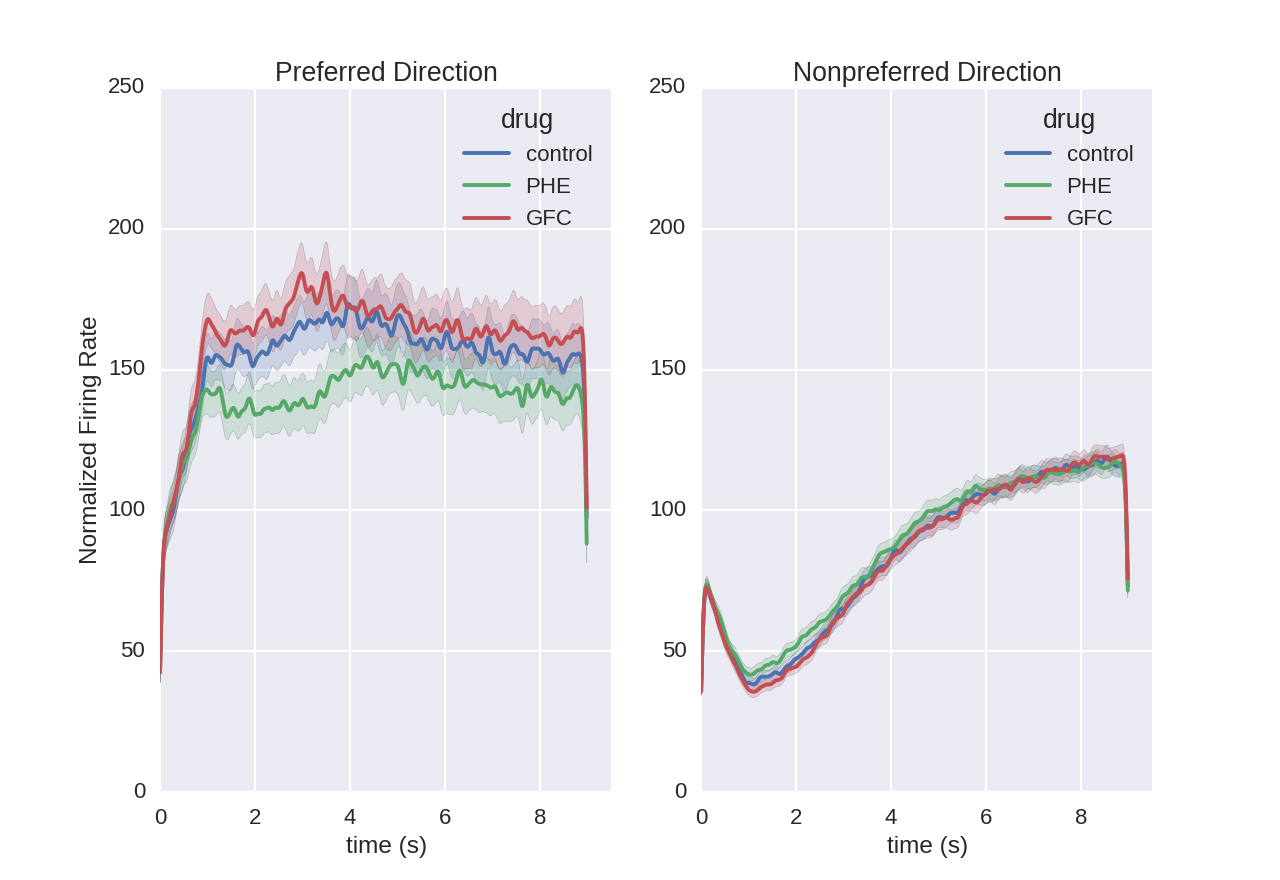 Preferred Direction
250
200
150
100
50
0
Normalized Firing Rate
drug
control
PHE
GFC
0 2 4 6 8
time (s)
Nonpreferred Direction
250
200
150
100
50
0
drug
control
PHE
GFC
0 2 4 6 8
time (s)